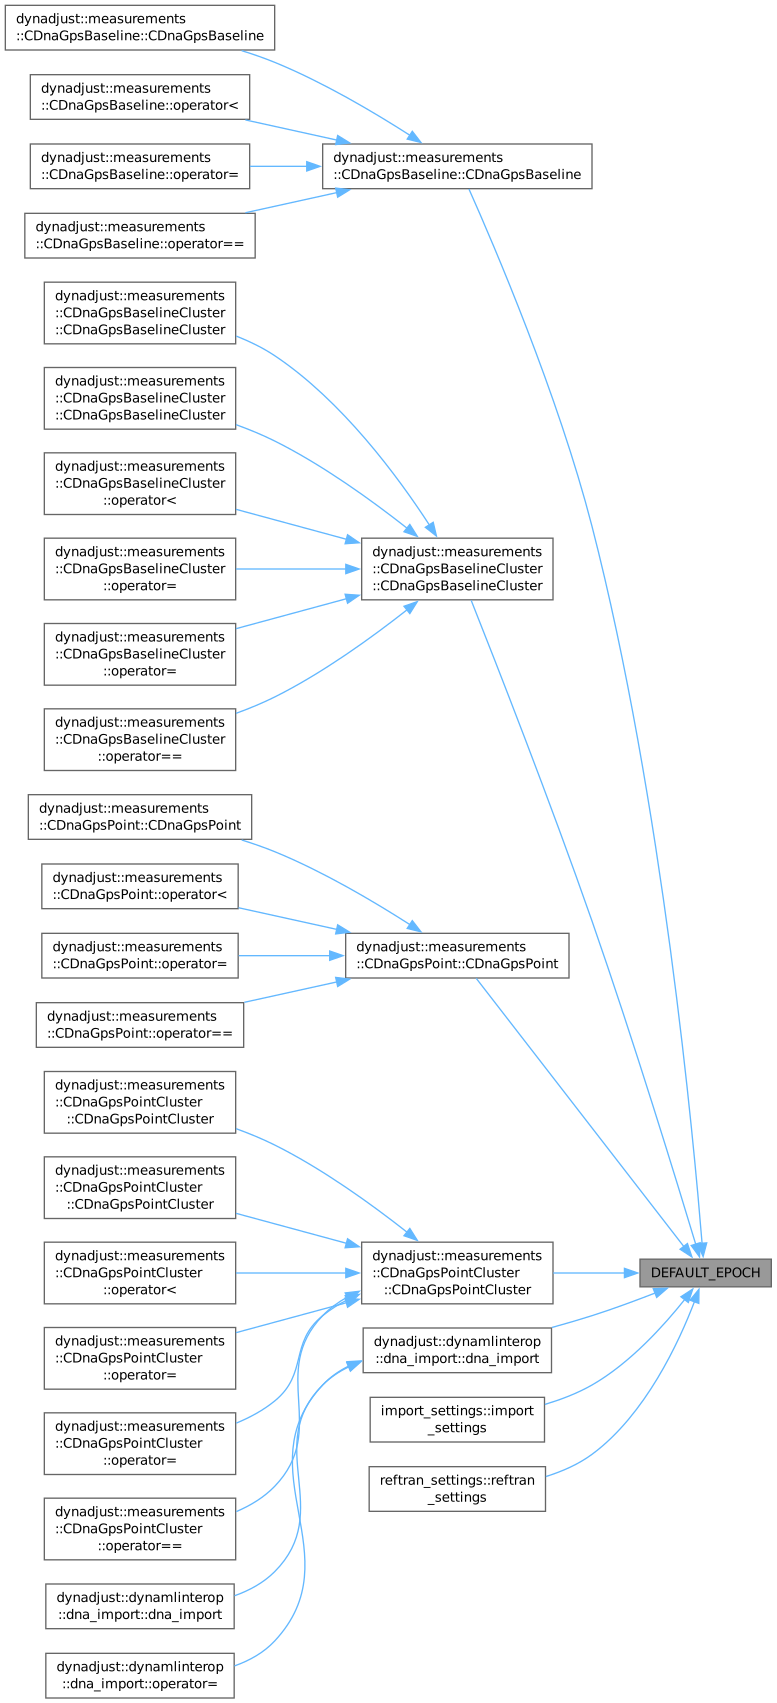 dynadjust::measurements
::CDnaGpsBaseline::CDnaGpsBaseline
dynadjust::measurements
::CDnaGpsBaseline::operator<
dynadjust::measurements
::CDnaGpsBaseline::operator=
dynadjust::measurements
::CDnaGpsBaseline::operator==
dynadjust::measurements
::CDnaGpsBaseline::CDnaGpsBaseline
dynadjust::measurements
::CDnaGpsBaselineCluster
::CDnaGpsBaselineCluster
dynadjust::measurements
::CDnaGpsBaselineCluster
::CDnaGpsBaselineCluster
dynadjust::measurements
::CDnaGpsBaselineCluster
::operator<
dynadjust::measurements
::CDnaGpsBaselineCluster
::operator=
dynadjust::measurements
::CDnaGpsBaselineCluster
::operator=
dynadjust::measurements
::CDnaGpsBaselineCluster
::operator==
dynadjust::measurements
::CDnaGpsBaselineCluster
::CDnaGpsBaselineCluster
dynadjust::measurements
::CDnaGpsPoint::CDnaGpsPoint
dynadjust::measurements
::CDnaGpsPoint::operator<
dynadjust::measurements
::CDnaGpsPoint::operator=
dynadjust::measurements
::CDnaGpsPoint::operator==
dynadjust::measurements
::CDnaGpsPoint::CDnaGpsPoint
dynadjust::measurements
::CDnaGpsPointCluster
::CDnaGpsPointCluster
dynadjust::measurements
::CDnaGpsPointCluster
::CDnaGpsPointCluster
dynadjust::measurements
::CDnaGpsPointCluster
::operator<
dynadjust::measurements
::CDnaGpsPointCluster
::operator=
dynadjust::measurements
::CDnaGpsPointCluster
::operator=
dynadjust::measurements
::CDnaGpsPointCluster
::operator==
dynadjust::dynamlinterop
::dna_import::dna_import
dynadjust::dynamlinterop
::dna_import::operator=
dynadjust::measurements
::CDnaGpsPointCluster
::CDnaGpsPointCluster
dynadjust::dynamlinterop
::dna_import::dna_import
import_settings::import
_settings
reftran_settings::reftran
_settings
DEFAULT_EPOCH